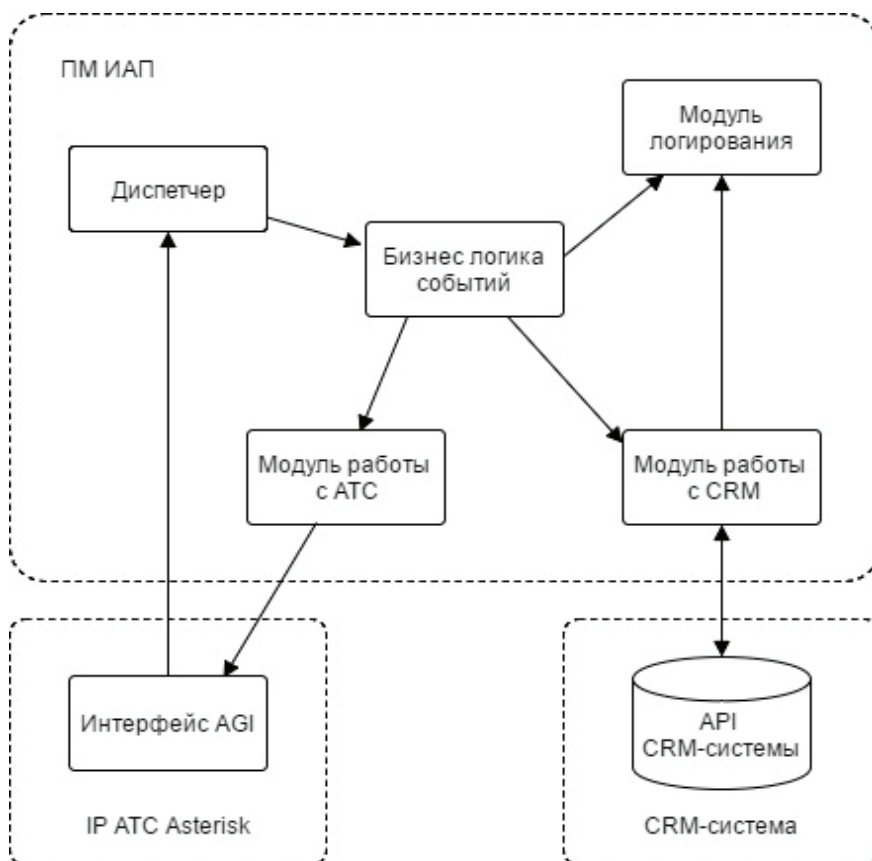 ПМ ИАП
Модуль
логирования
Диспетчер
Бизнес логика
событий
Модуль работы
с АТС
Модуль работы
с CRM
Интерфейс AGI
API
CRM-системы
IP АТС Asterisk
CRM-система